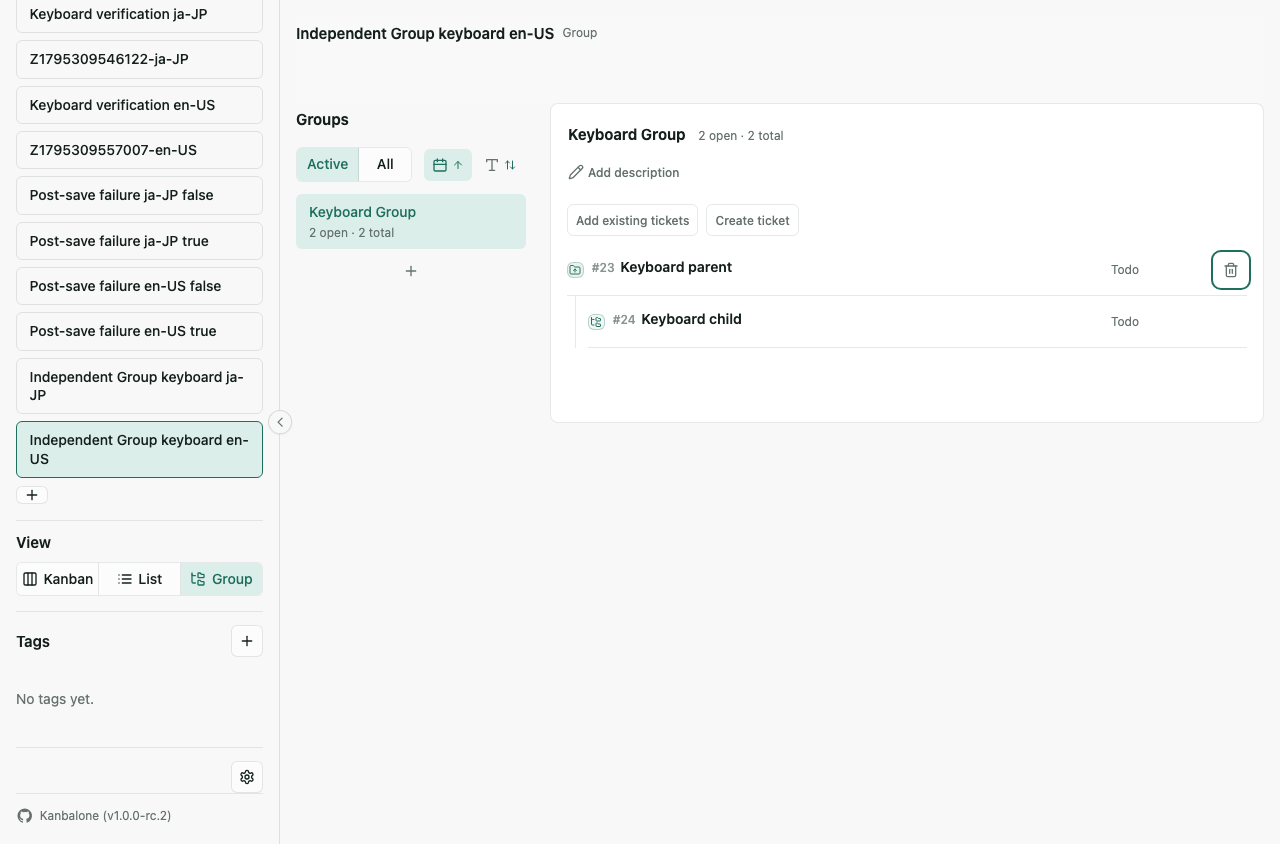 Keyboard verification ja-JP
Z1795309546122-ja-JP
Keyboard verification en-US
Z1795309557007-en-US
Post-save failure ja-JP false
Post-save failure ja-JP true
Post-save failure en-US false
Post-save failure en-US true
Independent Group keyboard ja-
JP
Independent Group keyboard en-
US
View
Kanban List Group
Tags
No tags yet.
Kanbalone (v1.0.0-rc.2)
Independent Group keyboard en-US Group
Groups
Active All
Keyboard Group
2 open · 2 total
Keyboard Group 2 open · 2 total
Add description
Add existing tickets Create ticket
#23 Keyboard parent Todo
#24 Keyboard child Todo